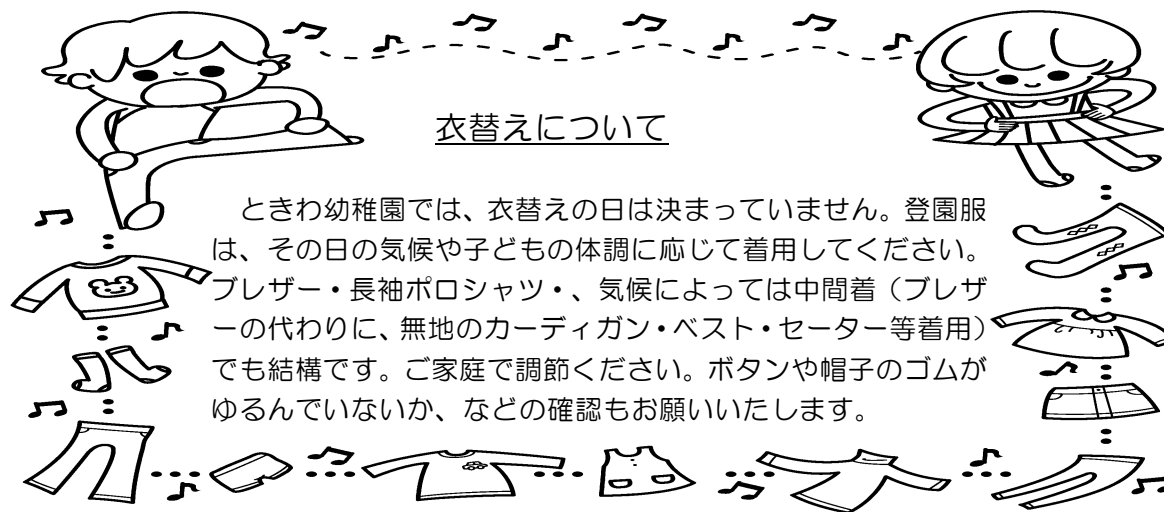 衣替えについて
ときわ幼稚園では、衣替えの日は決まっていません。登園服
は、その日の気候や子どもの体調に応じて着用してください。
ブレザー・長袖ポロシャツ・、気候によっては中間着（ブレザ
ーの代わりに、無地のカーディガン・ベスト・セーター等着用）
でも結構です。ご家庭で調節ください。ボタンや帽子のゴムが
ゆるんでいないか、などの確認もお願いいたします。